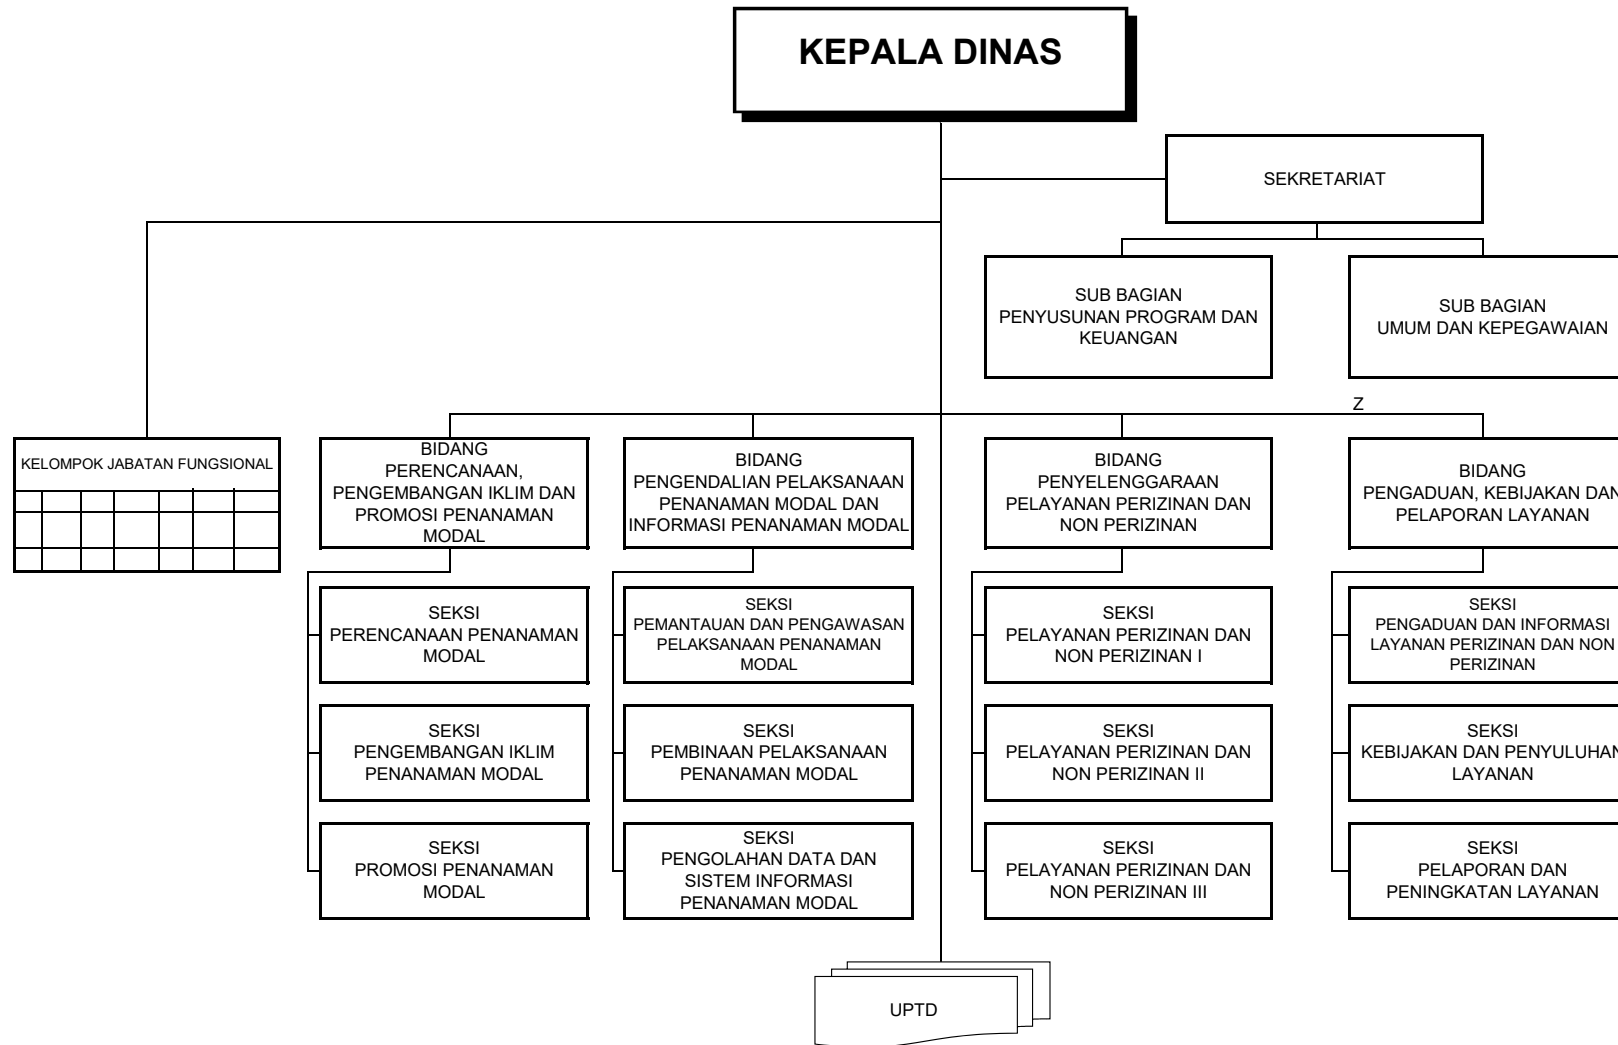 KEPALA DINAS
SEKRETARIAT
SUB BAGIAN
PENYUSUNAN PROGRAM DAN
KEUANGAN
SUB BAGIAN
UMUM DAN KEPEGAWAIAN
Z
KELOMPOK JABATAN FUNGSIONAL
BIDANG
PERENCANAAN,
PENGEMBANGAN IKLIM DAN
PROMOSI PENANAMAN
MODAL
BIDANG
PENGENDALIAN PELAKSANAAN
PENANAMAN MODAL DAN
INFORMASI PENANAMAN MODAL
BIDANG
PENYELENGGARAAN
PELAYANAN PERIZINAN DAN
NON PERIZINAN
BIDANG
PENGADUAN, KEBIJAKAN DAN
PELAPORAN LAYANAN
SEKSI
PERENCANAAN PENANAMAN
MODAL
SEKSI
PEMANTAUAN DAN PENGAWASAN
PELAKSANAAN PENANAMAN
MODAL
SEKSI
PELAYANAN PERIZINAN DAN
NON PERIZINAN I
SEKSI
PENGADUAN DAN INFORMASI
LAYANAN PERIZINAN DAN NON
PERIZINAN
SEKSI
PENGEMBANGAN IKLIM
PENANAMAN MODAL
SEKSI
PEMBINAAN PELAKSANAAN
PENANAMAN MODAL
SEKSI
PELAYANAN PERIZINAN DAN
NON PERIZINAN II
SEKSI
KEBIJAKAN DAN PENYULUHAN
LAYANAN
SEKSI
PROMOSI PENANAMAN
MODAL
SEKSI
PENGOLAHAN DATA DAN
SISTEM INFORMASI
PENANAMAN MODAL
SEKSI
PELAYANAN PERIZINAN DAN
NON PERIZINAN III
SEKSI
PELAPORAN DAN
PENINGKATAN LAYANAN
UPTD